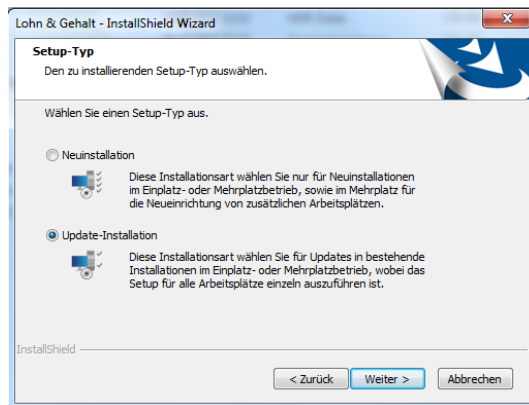 Lohn & Gehalt - InstallShield Wizard
Setup-Typ
Den zu installierenden Setup-Typ auswählen.
Wählen Sie einen Setup-Typ aus.
Neuinstallation
Diese Installationsart wählen Sie nur für Neuinstallationen
im Einplatz- oder Mehrplatzbetrieb, sowie im Mehrplatz für
die Neueinrichtung von zusätzlichen Arbeitsplätzen.
Update-Installation
Diese Installationsart wählen Sie für Updates in bestehende
Installationen im Einplatz- oder Mehrplatzbetrieb, wobei das
Setup für alle Arbeitsplätze einzeln auszuführen ist.
InstallShield
< Zurück Weiter > Abbrechen